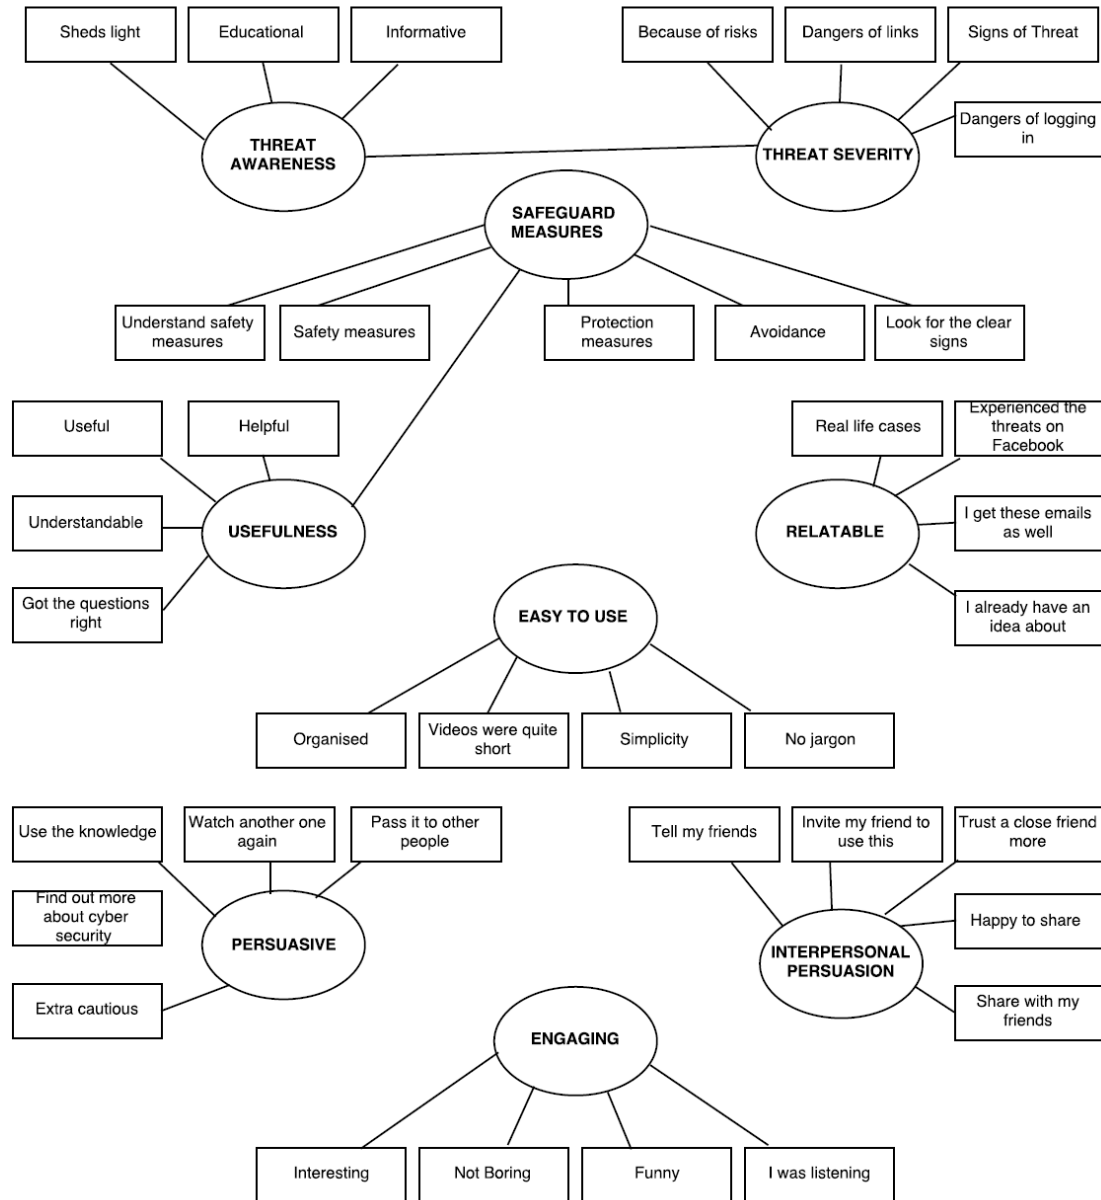 Sheds light
Educational
Informative
Because of risks
Dangers of links
Signs of Threat
Dangers of logging
in
THREAT
AWARENESS
THREAT SEVERITY
SAFEGUARD
MEASURES
Understand safety
measures
Safety measures
Protection
measures
Avoidance
Look for the clear
signs
Useful
Helpful
Real life cases
Experienced the
threats on
Facebook
Understandable
USEFULNESS
RELATABLE
I get these emails
as well
Got the questions
right
I already have an
idea about
EASY TO USE
Organised
Videos were quite
short
Simplicity
No jargon
Use the knowledge
Watch another one
again
Pass it to other
people
Tell my friends
Invite my friend to
use this
Trust a close friend
more
Find out more
about cyber
security
Happy to share
PERSUASIVE
INTERPERSONAL
PERSUASION
Extra cautious
Share with my
friends
ENGAGING
Interesting
Not Boring
Funny
I was listening